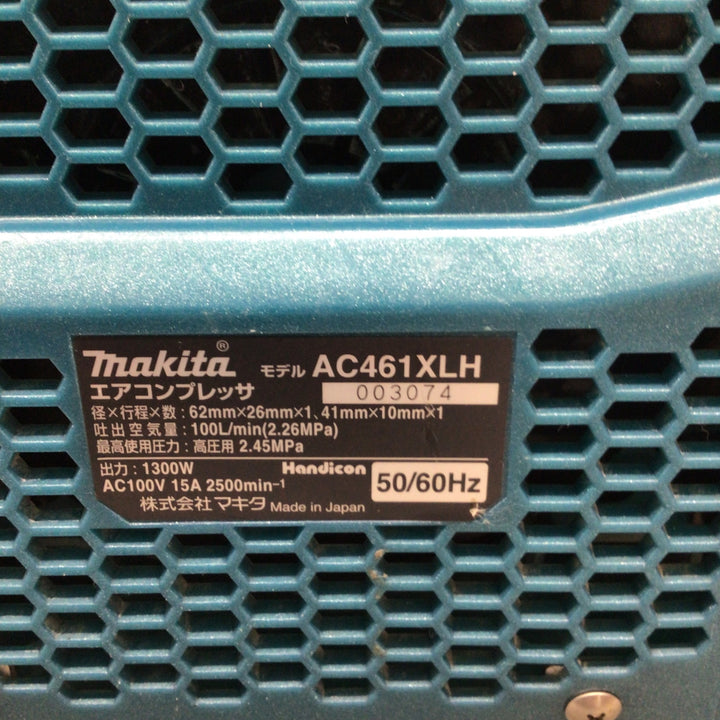 makita® モデル AC461XLH
エアコンプレッサ 003074
径×行程×数：62mm×26mm×1、41mm×10mm×1
吐出空気量：100L/min(2.26MPa)
最高使用圧力：高圧用 2.45MPa
出力：1300W Handicon 50/60Hz
AC100V 15A 2500min⁻¹
株式会社マキタ Made in Japan